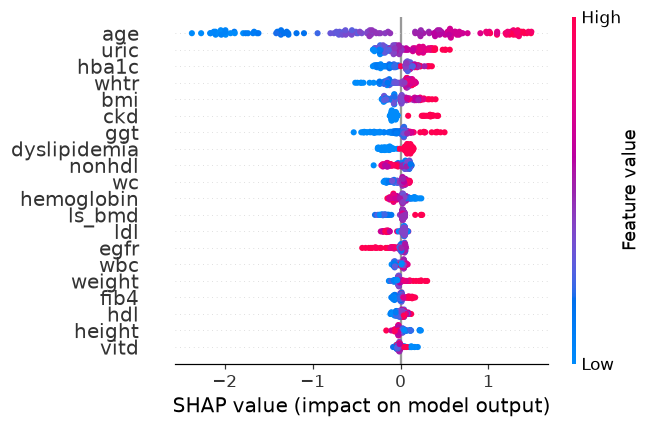 age
uric
hba1c
whtr
bmi
ckd
ggt
dyslipidemia
nonhdl
wc
hemoglobin
ls_bmd
ldl
egfr
wbc
weight
fib4
hdl
height
vitd
−2 −1 0 1
SHAP value (impact on model output)
High
Feature value
Low